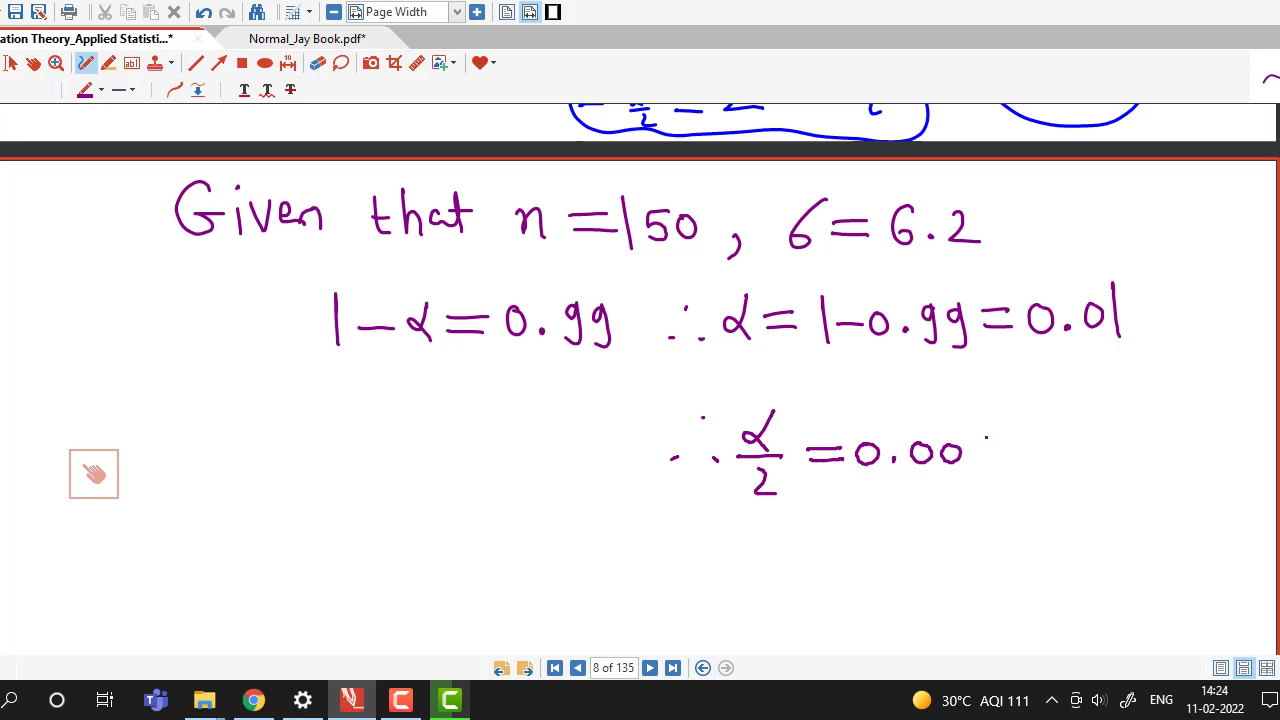 Page Width
ation Theory_Applied Statisti...* Normal_Jay Book.pdf*
Given that n = 150, σ = 6.2
1 - α = 0.99 ∴ α = 1 - 0.99 = 0.01
∴ α/2 = 0.00
8 of 135
30°C AQI 111 ENG 14:24
11-02-2022